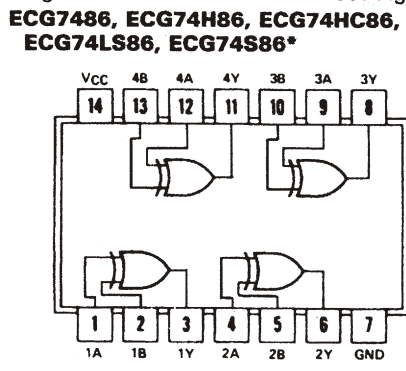 ECG7486, ECG74H86, ECG74HC86,
ECG74LS86, ECG74S86*
VCC 4B 4A 4Y 3B 3A 3Y
14 13 12 11 10 9 8
1 2 3 4 5 6 7
1A 1B 1Y 2A 2B 2Y GND